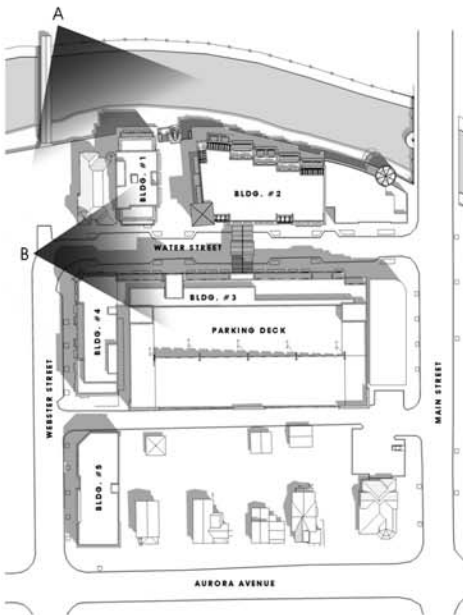 A
BLDG. #1
BLDG. #2
B
WATER STREET
BLDG. #3
BLDG. #4
PARKING DECK
WEBSTER STREET
MAIN STREET
BLDG. #5
AURORA AVENUE